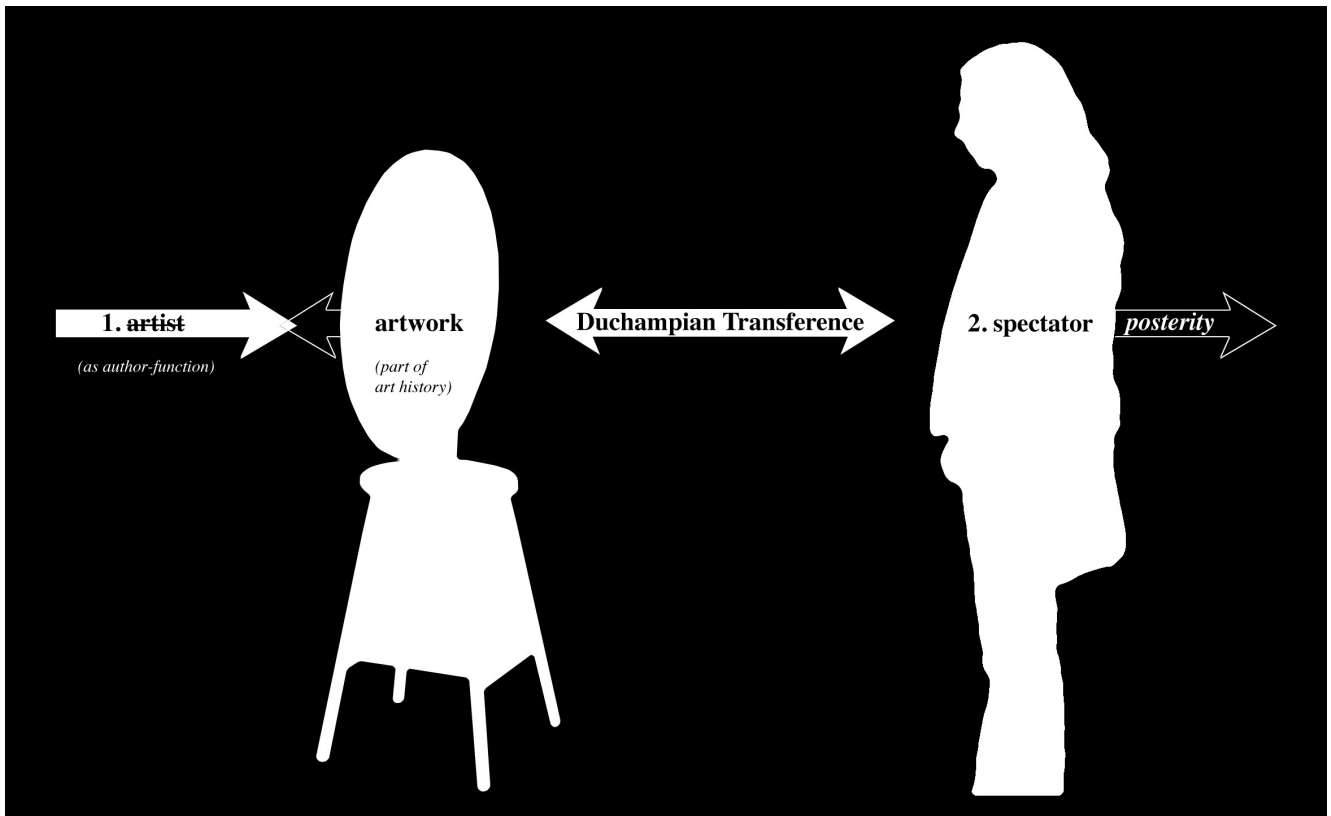 1. artist
(as author-function)
artwork
(part of
art history)
Duchampian Transference
2. spectator
posterity